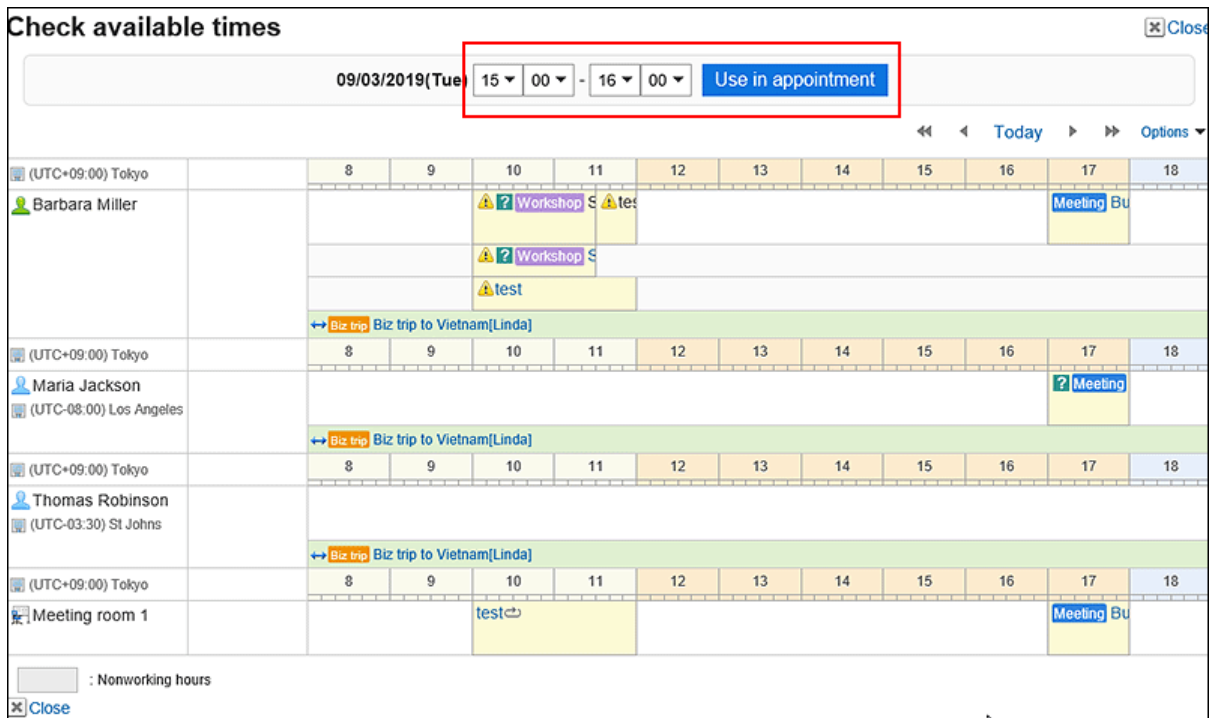 Check available times
Close
09/03/2019(Tue) 15 00 - 16 00 Use in appointment
Today Options
(UTC+09:00) Tokyo 8 9 10 11 12 13 14 15 16 17 18
Barbara Miller ? Workshop S tes Meeting Bu
? Workshop S
test
Biz trip Biz trip to Vietnam[Linda]
(UTC+09:00) Tokyo 8 9 10 11 12 13 14 15 16 17 18
Maria Jackson ? Meeting
(UTC-08:00) Los Angeles
Biz trip Biz trip to Vietnam[Linda]
(UTC+09:00) Tokyo 8 9 10 11 12 13 14 15 16 17 18
Thomas Robinson
(UTC-03:30) St Johns
Biz trip Biz trip to Vietnam[Linda]
(UTC+09:00) Tokyo 8 9 10 11 12 13 14 15 16 17 18
Meeting room 1 test Meeting Bu
: Nonworking hours
Close